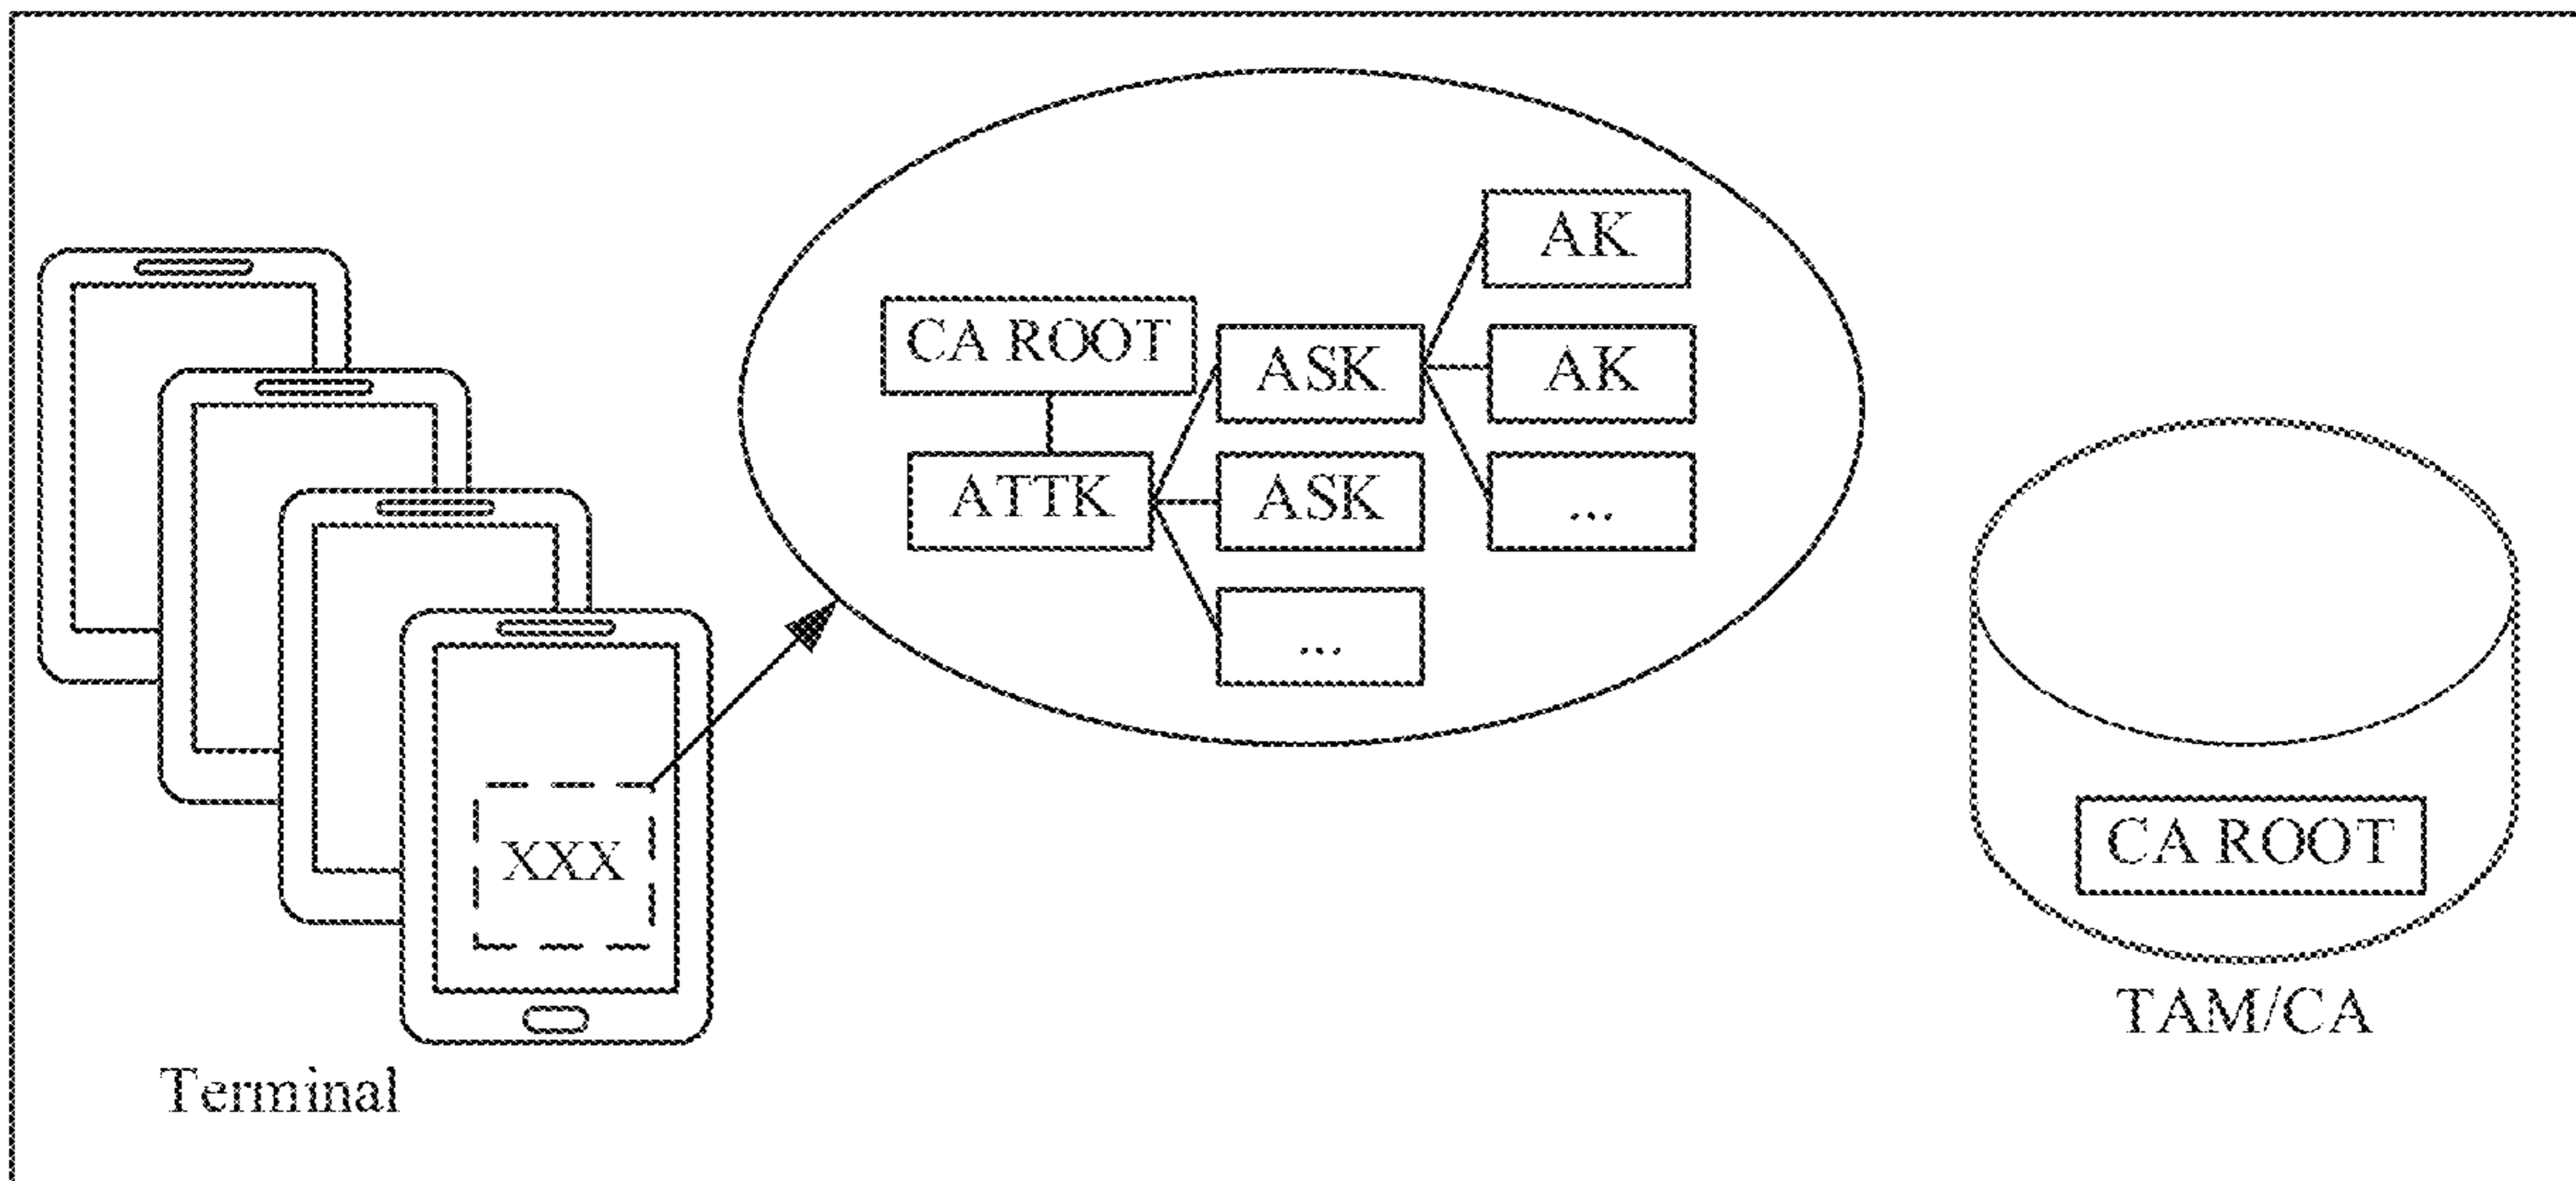 AK
CA ROOT
ASK
AK
ATTK
ASK
...
...
XXX
CA ROOT
TAM/CA
Terminal